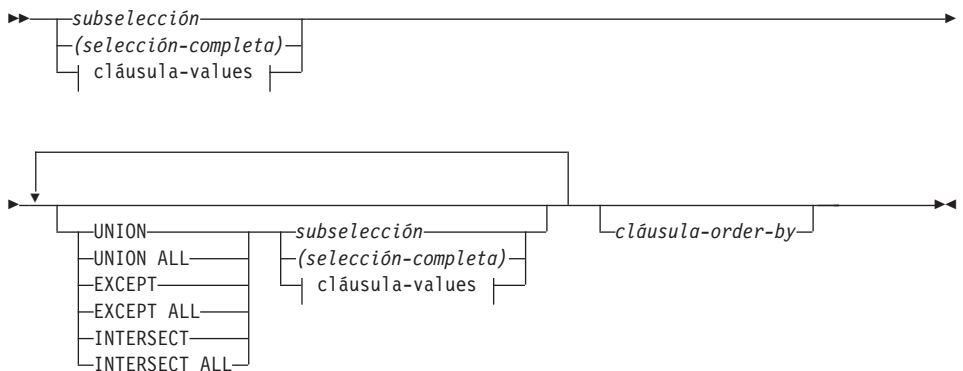 subselección
(selección-completa)
cláusula-values
UNION
UNION ALL
EXCEPT
EXCEPT ALL
INTERSECT
INTERSECT ALL
subselección
(selección-completa)
cláusula-values
cláusula-order-by